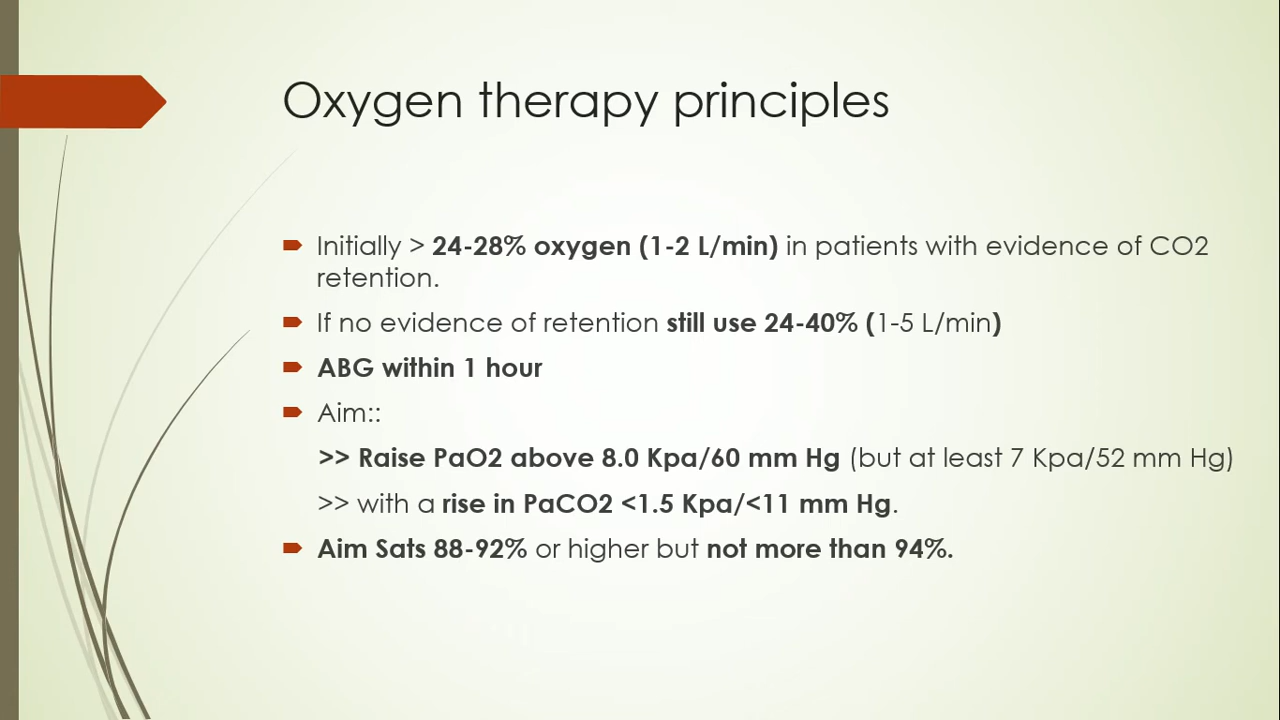 Oxygen therapy principles
Initially > 24-28% oxygen (1-2 L/min) in patients with evidence of CO2
retention.
If no evidence of retention still use 24-40% (1-5 L/min)
ABG within 1 hour
Aim::
>> Raise PaO2 above 8.0 Kpa/60 mm Hg (but at least 7 Kpa/52 mm Hg)
>> with a rise in PaCO2 <1.5 Kpa/<11 mm Hg.
Aim Sats 88-92% or higher but not more than 94%.